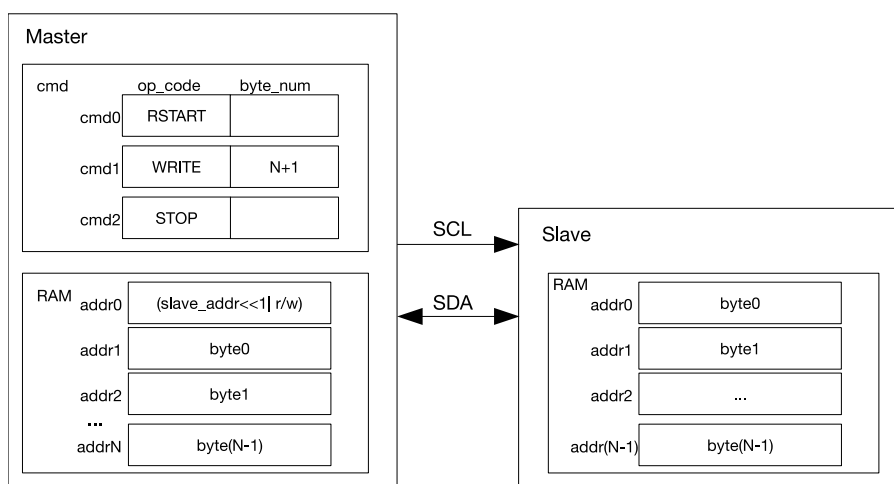 Master
cmd op_code byte_num
cmd0 RSTART
cmd1 WRITE N+1
cmd2 STOP
RAM
addr0 (slave_addr<<1| r/w)
addr1 byte0
addr2 byte1
...
addrN byte(N-1)
SCL
SDA
Slave
RAM
addr0 byte0
addr1 byte1
addr2 ...
addr(N-1) byte(N-1)